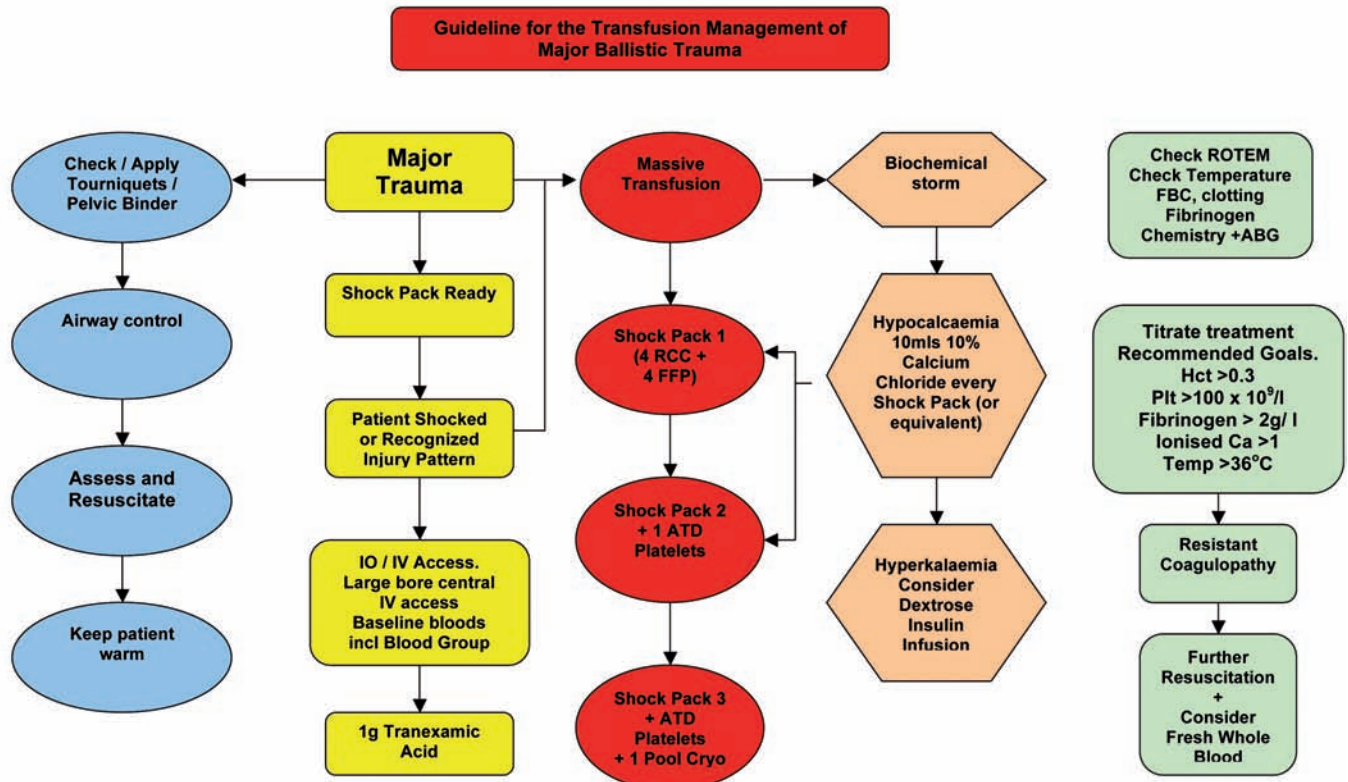 Guideline for the Transfusion Management of
Major Ballistic Trauma
Check / Apply
Tourniquets /
Pelvic Binder
Airway control
Assess and
Resuscitate
Keep patient
warm
Major
Trauma
Shock Pack Ready
Patient Shocked
or Recognized
Injury Pattern
IO / IV Access.
Large bore central
IV access
Baseline bloods
incl Blood Group
1g Tranexamic
Acid
Massive
Transfusion
Shock Pack 1
(4 RCC +
4 FFP)
Shock Pack 2
+ 1 ATD
Platelets
Shock Pack 3
+ ATD
Platelets
+ 1 Pool Cryo
Biochemical
storm
Hypocalcaemia
10mls 10%
Calcium
Chloride every
Shock Pack (or
equivalent)
Hyperkalaemia
Consider
Dextrose
Insulin
Infusion
Check ROTEM
Check Temperature
FBC, clotting
Fibrinogen
Chemistry +ABG
Titrate treatment
Recommended Goals.
Hct >0.3
Plt >100 x 10⁹/l
Fibrinogen > 2g/ l
Ionised Ca >1
Temp >36°C
Resistant
Coagulopathy
Further
Resuscitation
+
Consider
Fresh Whole
Blood